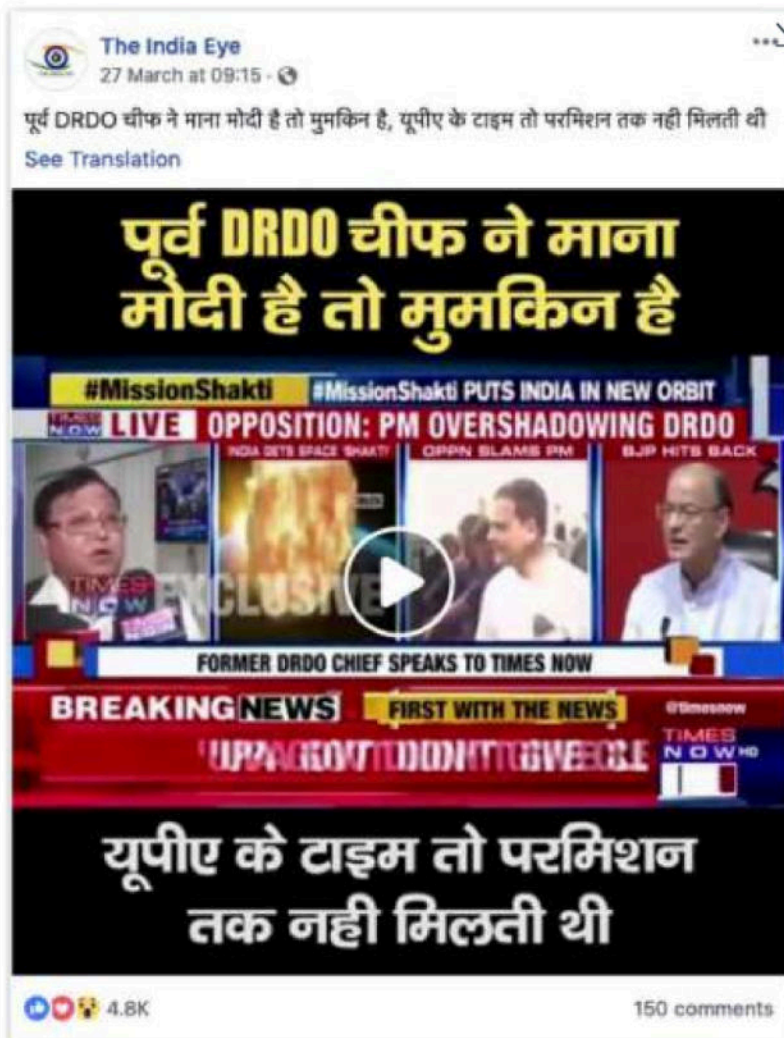 The India Eye
27 March at 09:15
पूर्व DRDO चीफ ने माना मोदी है तो मुमकिन है, यूपीए के टाइम तो परमिशन तक नही मिलती थी
See Translation
पूर्व DRDO चीफ ने माना
मोदी है तो मुमकिन है
#MissionShakti #MissionShakti PUTS INDIA IN NEW ORBIT
TIMES NOW LIVE OPPOSITION: PM OVERSHADOWING DRDO
INDIA GETS SPACE 'SHAKTI' OPPN SLAMS PM BJP HITS BACK
TIMES NOW EXCLUSIVE
FORMER DRDO CHIEF SPEAKS TO TIMES NOW
BREAKING NEWS FIRST WITH THE NEWS @timesnow
TIMES NOW HD
यूपीए के टाइम तो परमिशन
तक नही मिलती थी
4.8K 150 comments